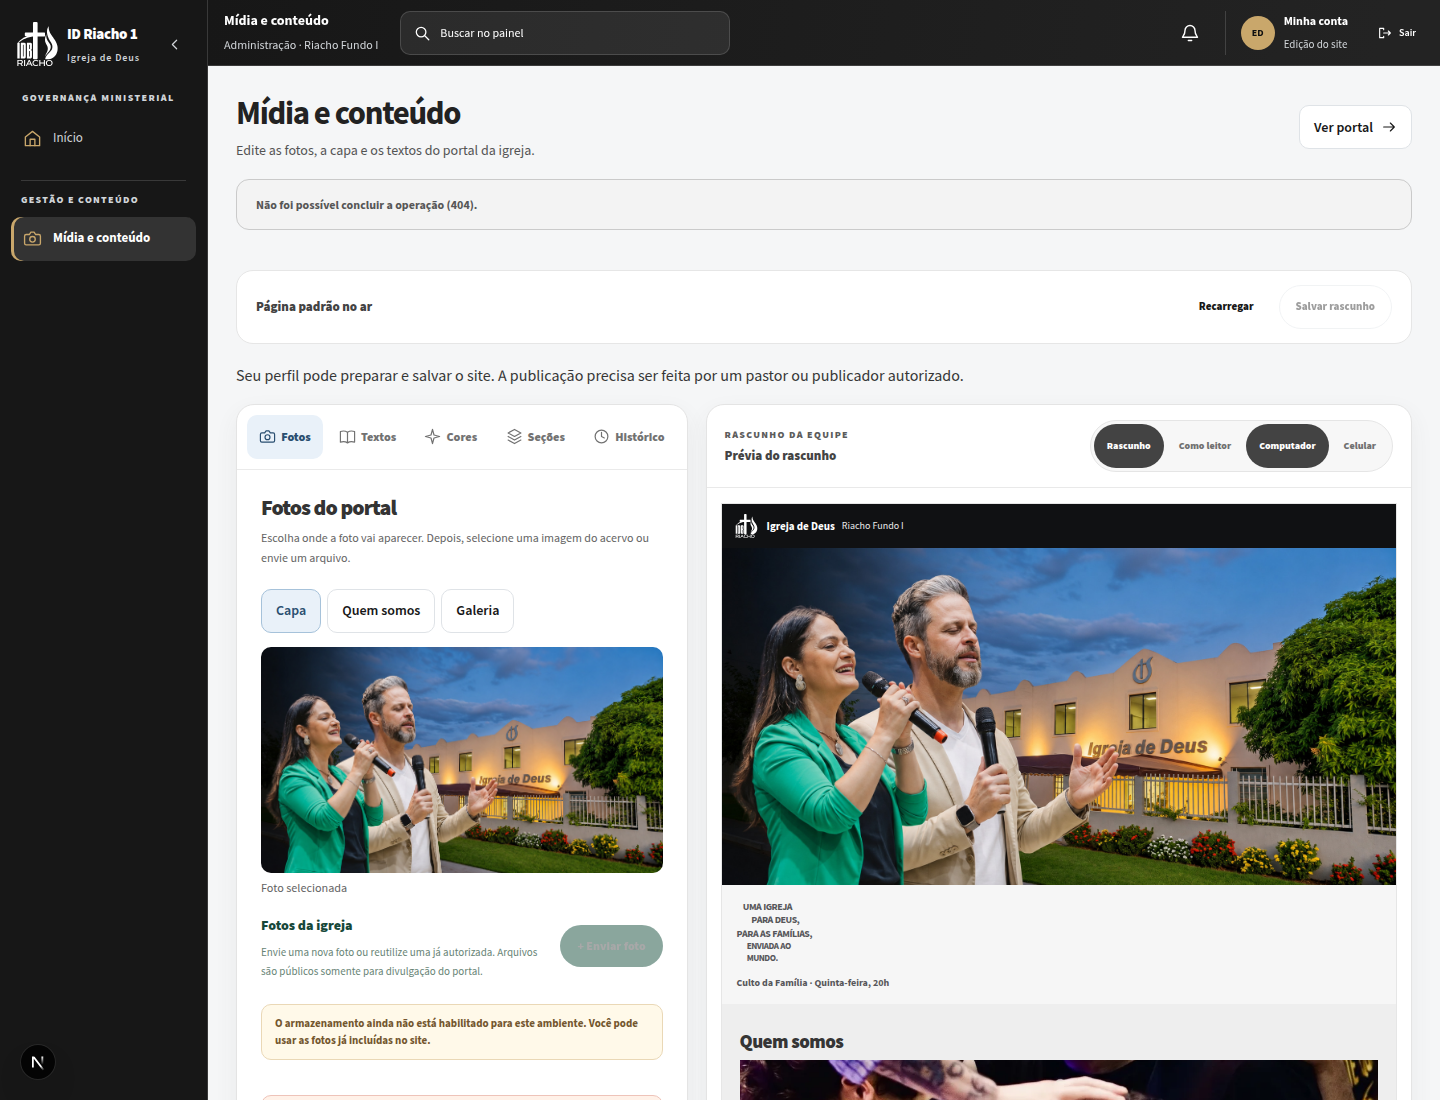 IDB
RIACHO
ID Riacho 1
Igreja de Deus
GOVERNANÇA MINISTERIAL
Início
GESTÃO E CONTEÚDO
Mídia e conteúdo
Mídia e conteúdo
Administração · Riacho Fundo I
Buscar no painel
ED
Minha conta
Edição do site
Sair
Mídia e conteúdo
Edite as fotos, a capa e os textos do portal da igreja.
Ver portal
Não foi possível concluir a operação (404).
Página padrão no ar
Recarregar
Salvar rascunho
Seu perfil pode preparar e salvar o site. A publicação precisa ser feita por um pastor ou publicador autorizado.
Fotos
Textos
Cores
Seções
Histórico
Fotos do portal
Escolha onde a foto vai aparecer. Depois, selecione uma imagem do acervo ou
envie um arquivo.
Capa
Quem somos
Galeria
Igreja de Deus
Foto selecionada
Fotos da igreja
Envie uma nova foto ou reutilize uma já autorizada. Arquivos
são públicos somente para divulgação do portal.
+ Enviar foto
O armazenamento ainda não está habilitado para este ambiente. Você pode
usar as fotos já incluídas no site.
RASCUNHO DA EQUIPE
Prévia do rascunho
Rascunho
Como leitor
Computador
Celular
IDB
RIACHO
Igreja de Deus
Riacho Fundo I
Igreja de Deus
UMA IGREJA
PARA DEUS,
PARA AS FAMÍLIAS,
ENVIADA AO
MUNDO.
Culto da Família · Quinta-feira, 20h
Quem somos
N